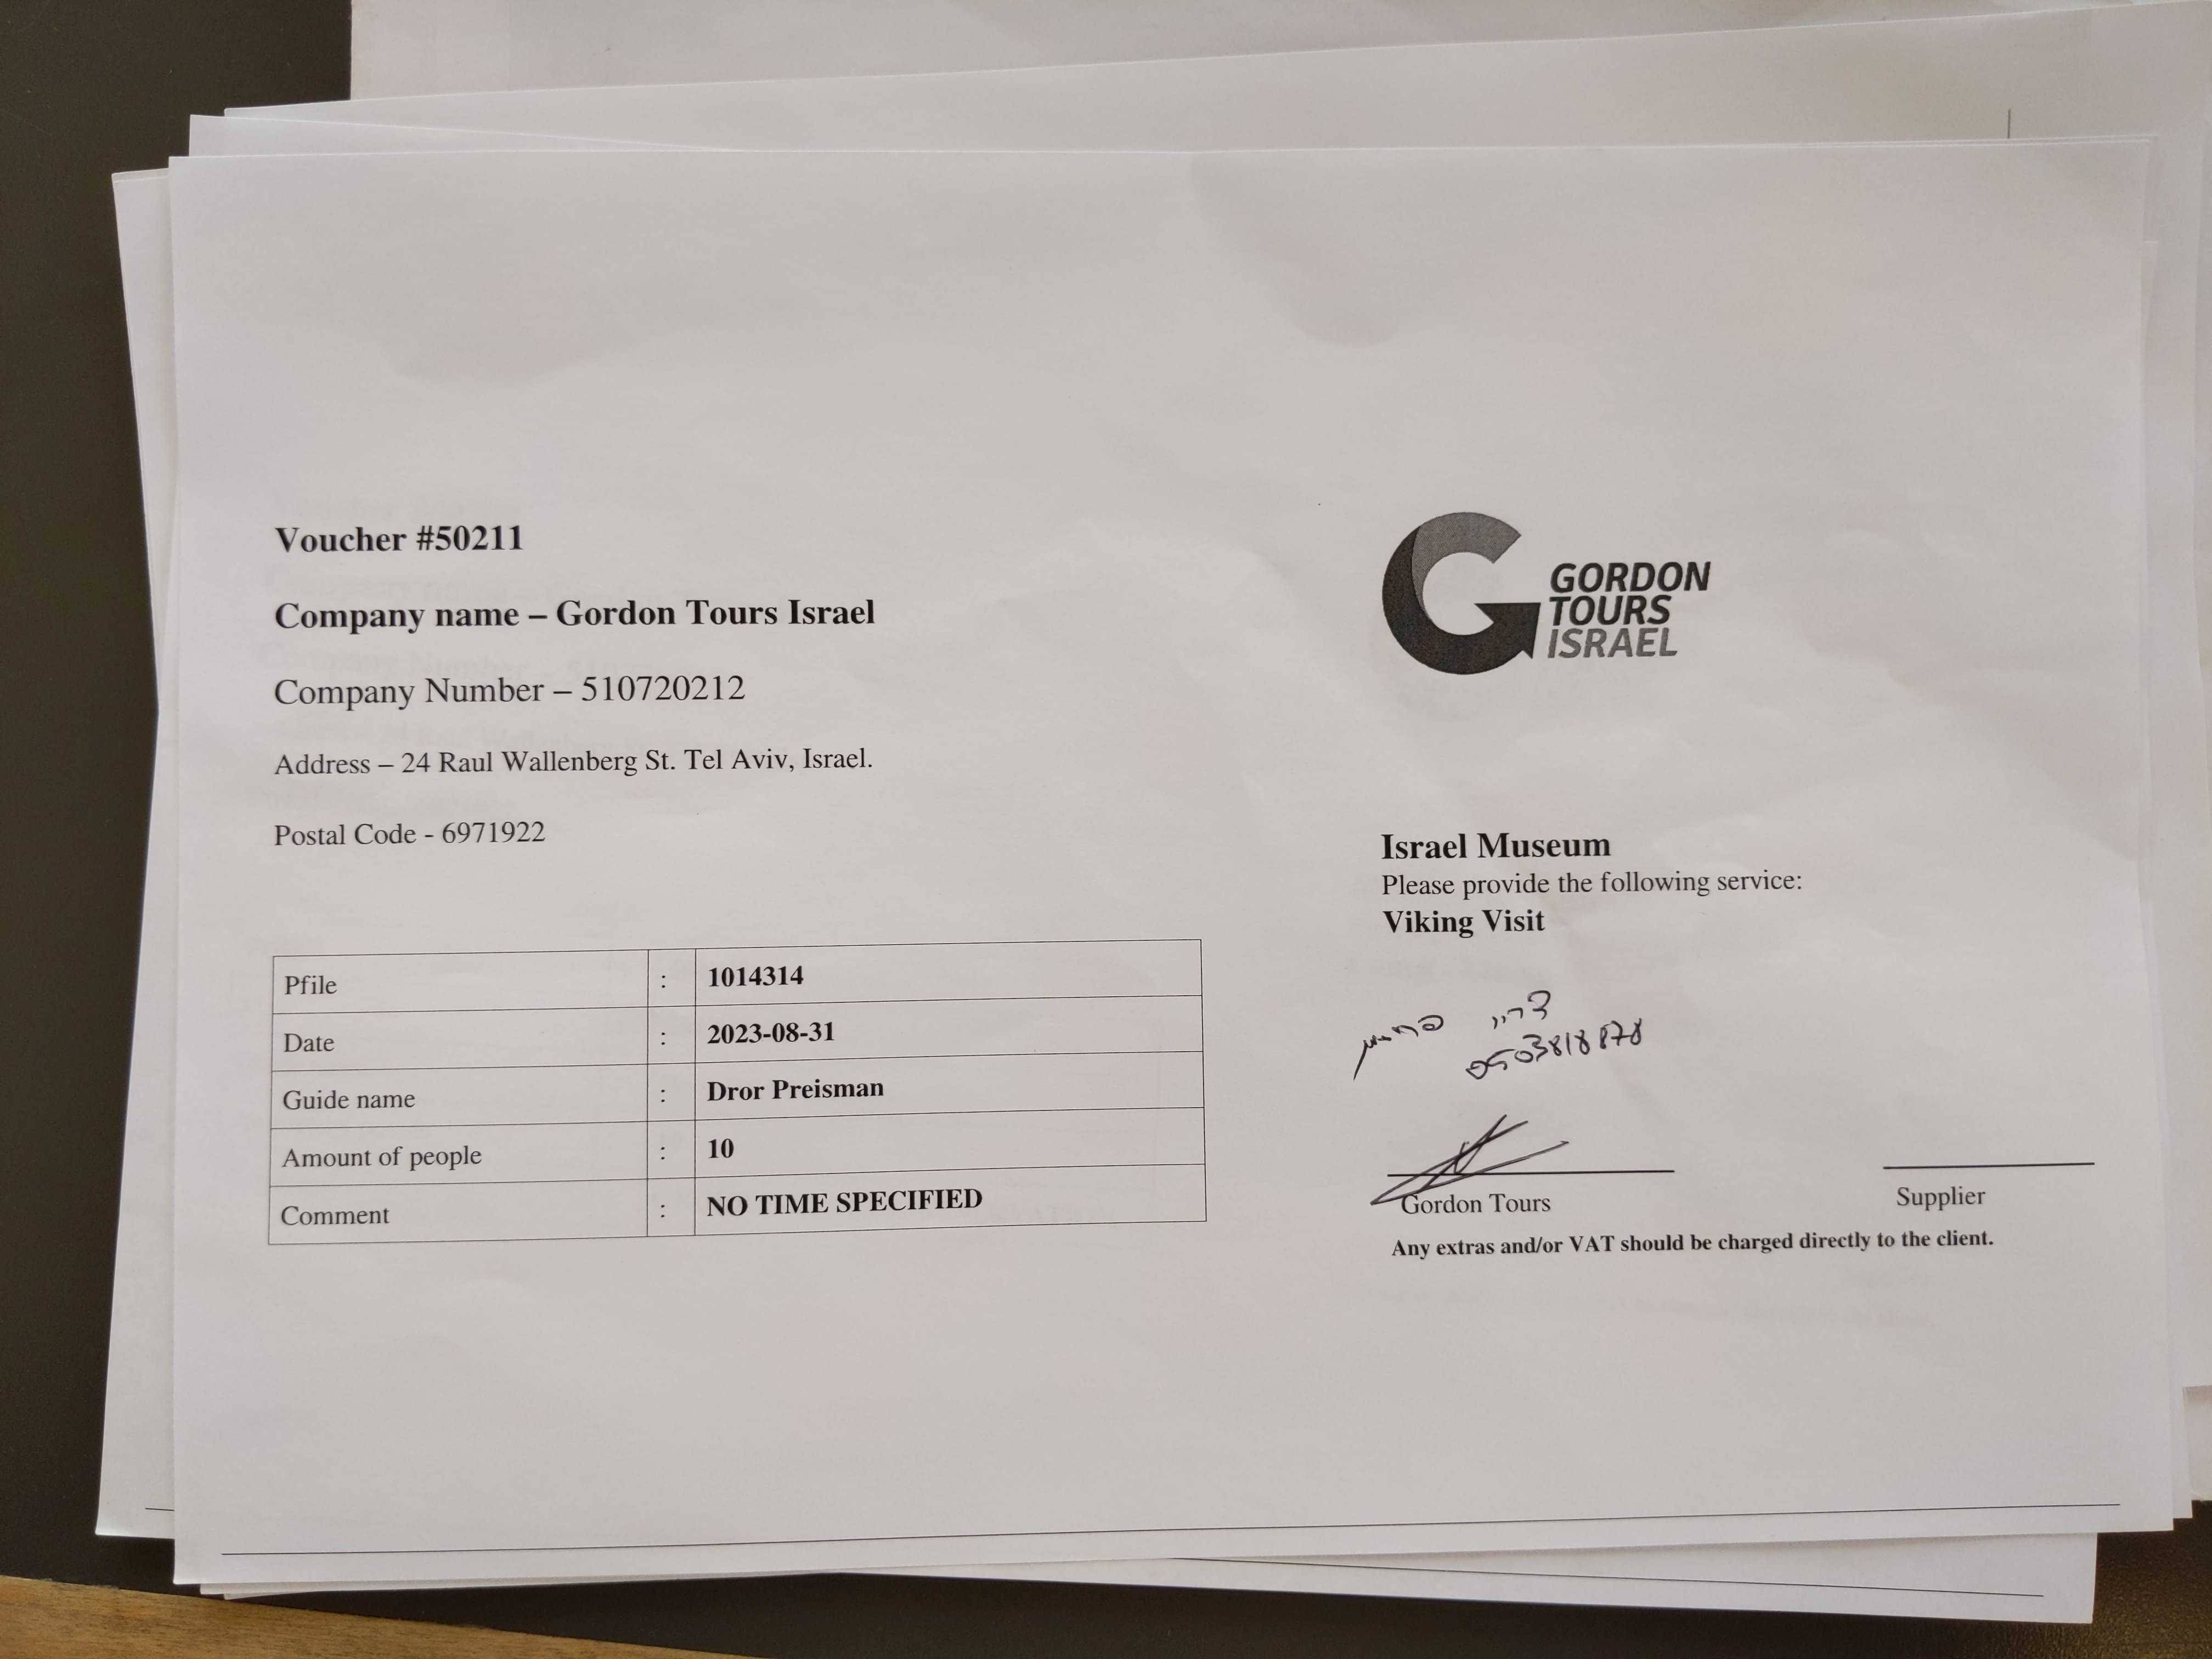 Voucher #50211
Company name – Gordon Tours Israel
Company Number – 510720212
Address – 24 Raul Wallenberg St. Tel Aviv, Israel.
Postal Code - 6971922
Pfile : 1014314
Date : 2023-08-31
Guide name : Dror Preisman
Amount of people : 10
Comment : NO TIME SPECIFIED
GORDON
TOURS
ISRAEL
Israel Museum
Please provide the following service:
Viking Visit
0503818878
Gordon Tours
Supplier
Any extras and/or VAT should be charged directly to the client.